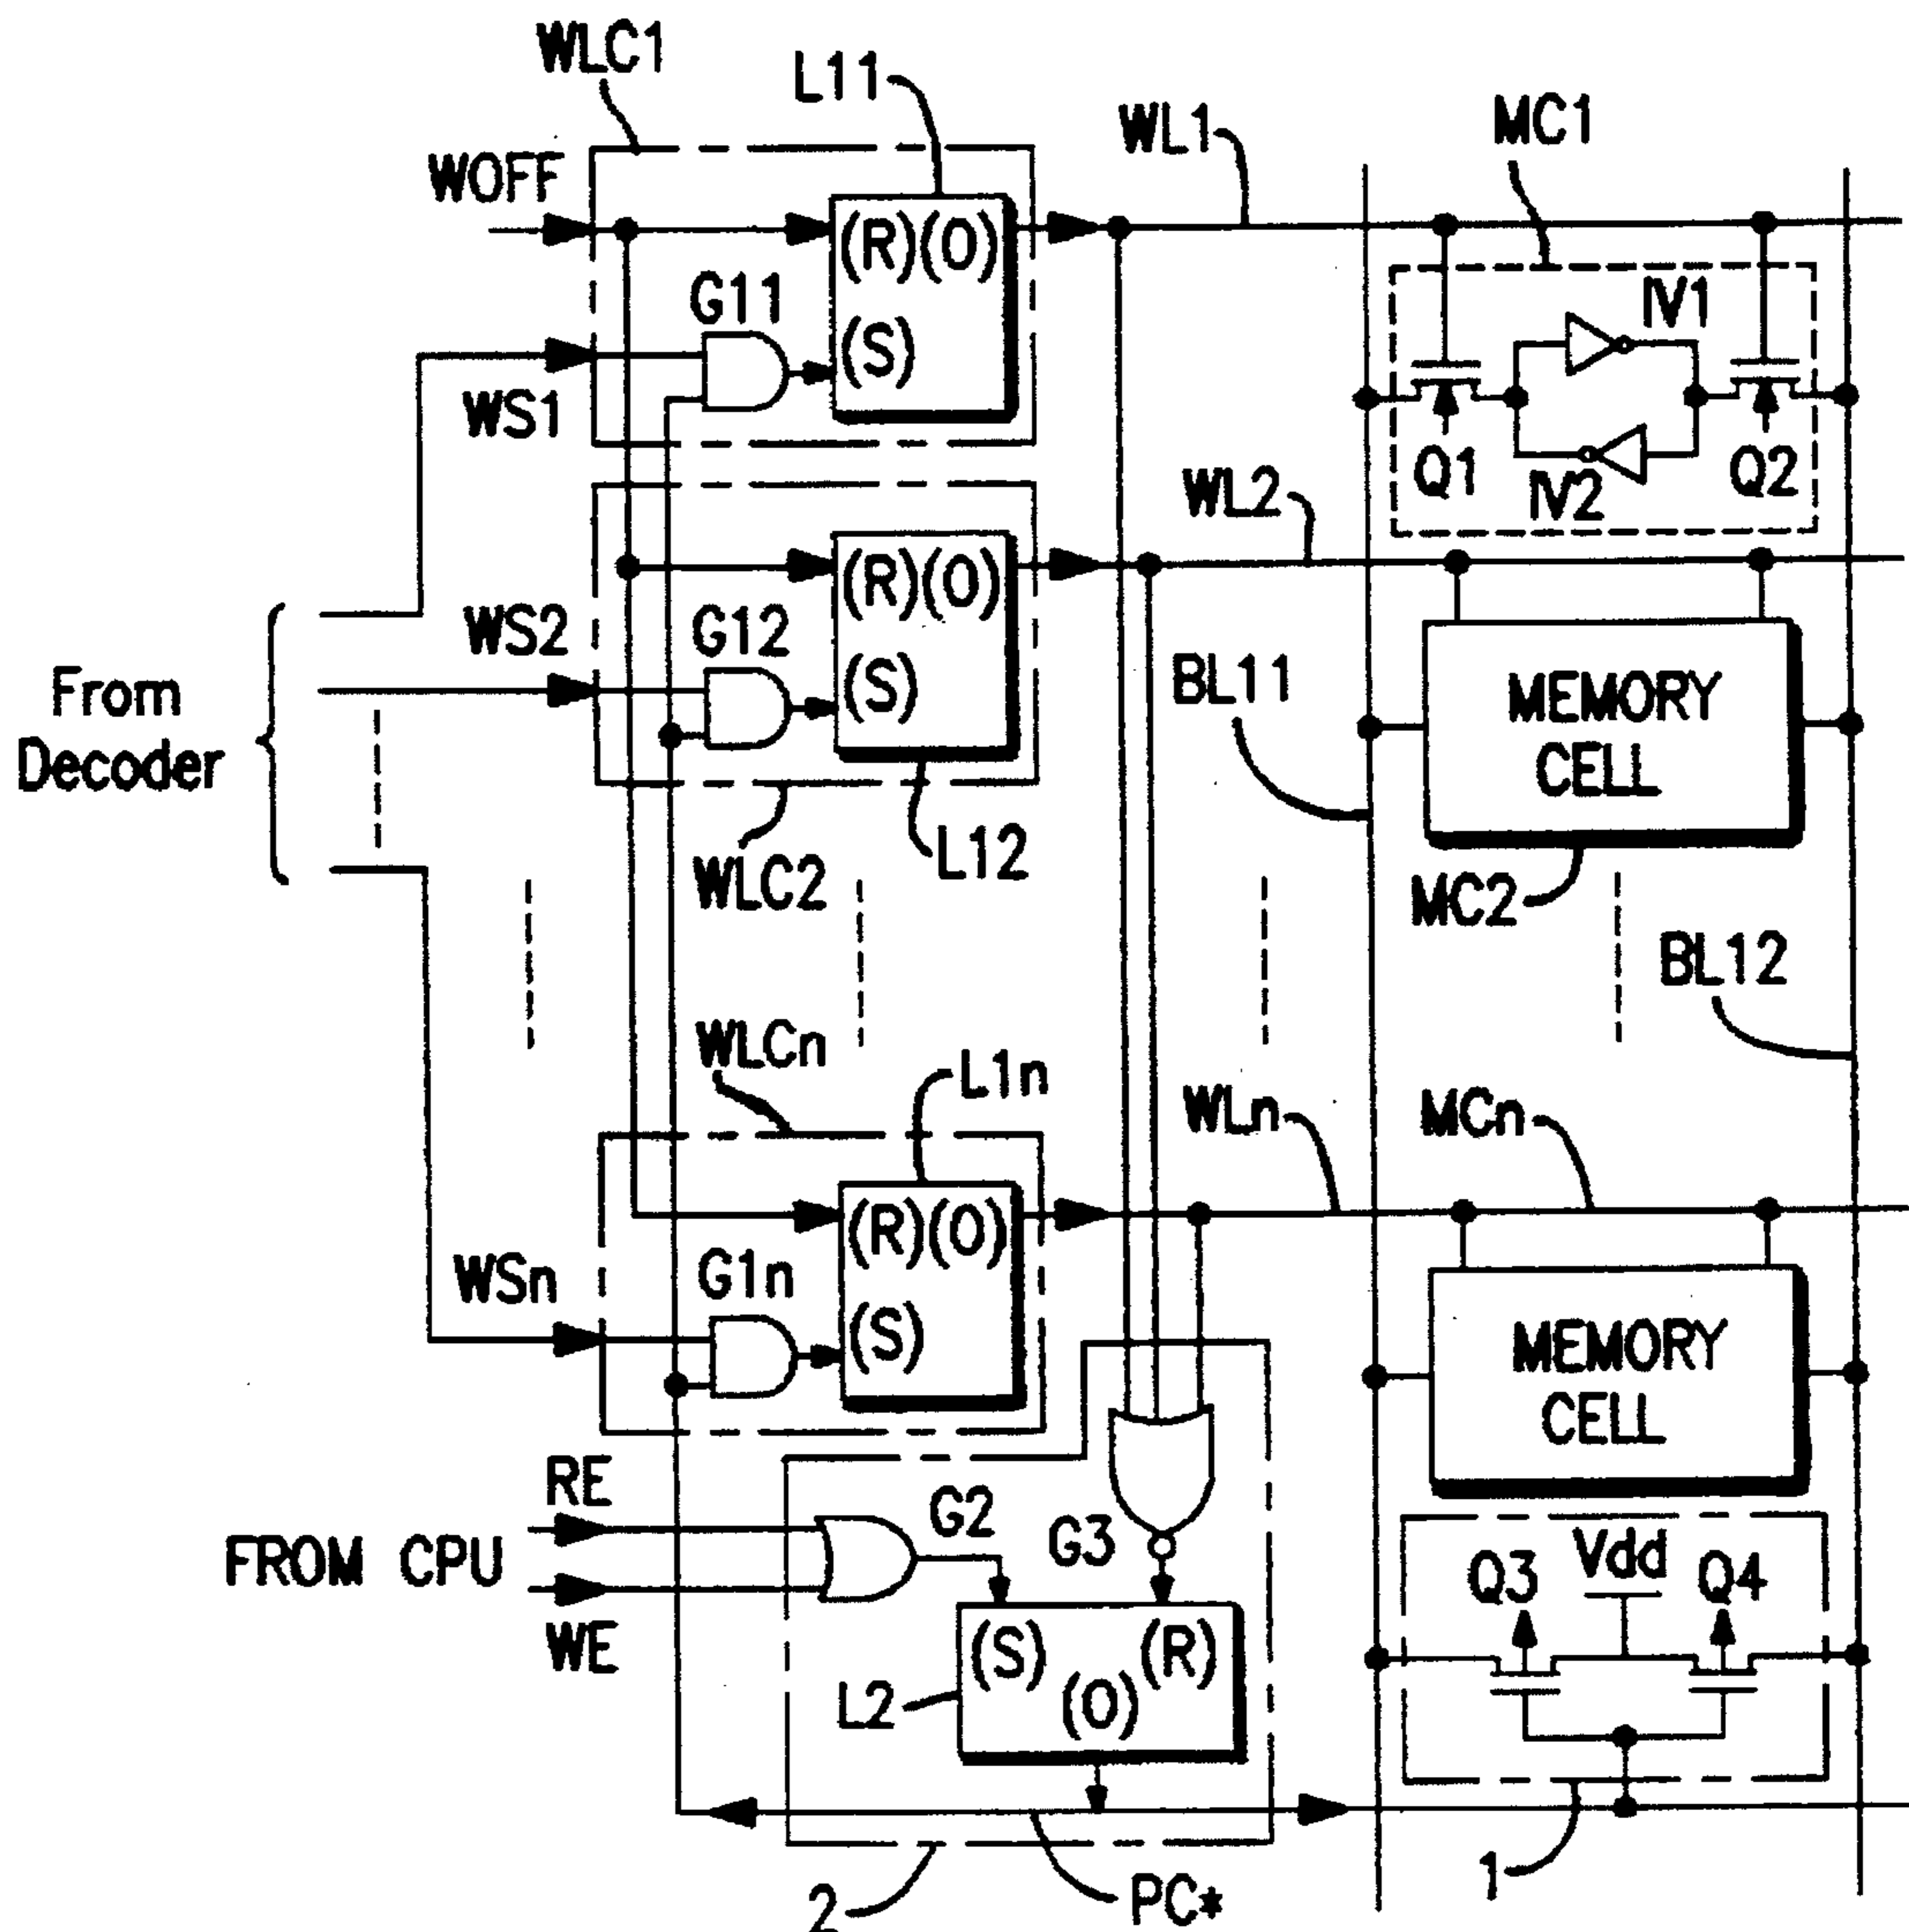 WLC1
L11
WL1
MC1
WOFF
(R)(O)
G11
(S)
WS1
IV1
Q1
IV2
Q2
WL2
(R)(O)
WS2
G12
(S)
From
Decoder
BL11
MEMORY
CELL
WLC2
L12
MC2
BL12
WLCn
L1n
WLn
MCn
(R)(O)
WSn
G1n
(S)
MEMORY
CELL
RE
G2
G3
FROM CPU
WE
Q3
Vdd
Q4
(S)
(R)
L2
(O)
1
2
PC*